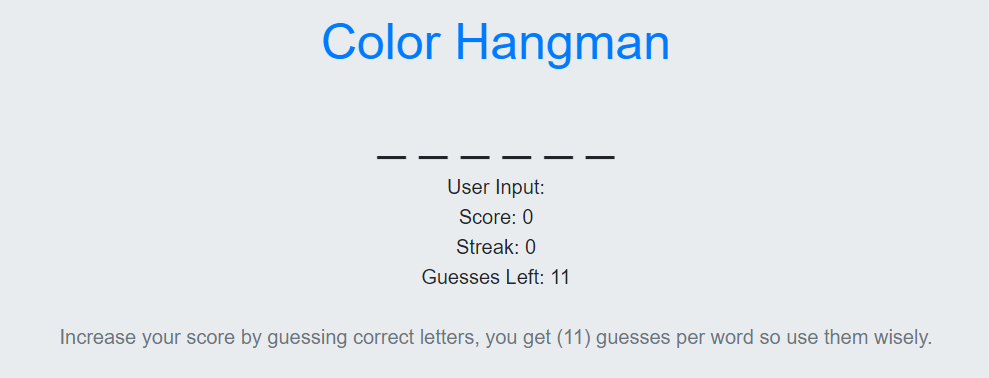 Color Hangman
_ _ _ _ _ _
User Input:
Score: 0
Streak: 0
Guesses Left: 11
Increase your score by guessing correct letters, you get (11) guesses per word so use them wisely.